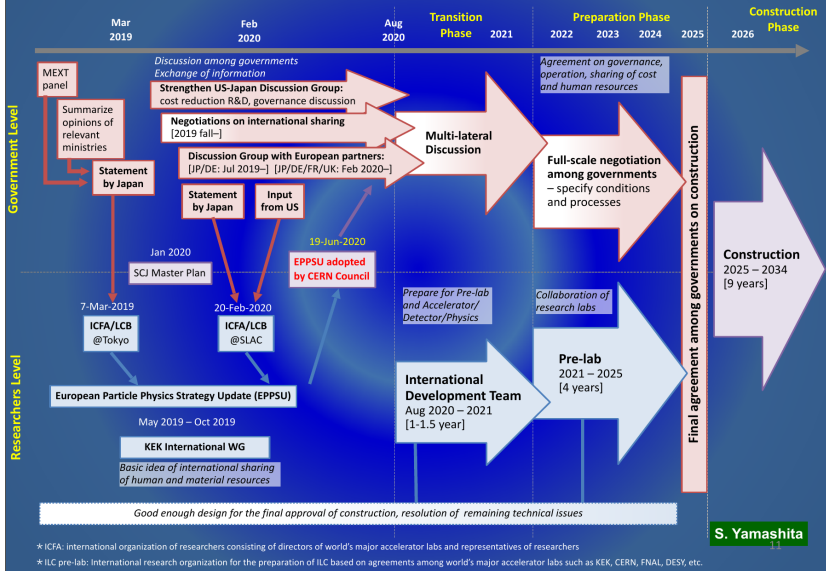 Mar
2019
Feb
2020
Aug
2020
Transition
Phase
2021
Preparation Phase
2022
2023
2024
2025
Construction
Phase
2026
Government Level
MEXT
panel
Summarize
opinions of
relevant
ministries
Statement
by Japan
Discussion among governments
Exchange of information
Strengthen US-Japan Discussion Group:
cost reduction R&D, governance discussion
Negotiations on international sharing
[2019 fall–]
Discussion Group with European partners:
[JP/DE: Jul 2019–] [JP/DE/FR/UK: Feb 2020–]
Statement
by Japan
Input
from US
Multi-lateral
Discussion
Agreement on governance,
operation, sharing of cost
and human resources
Full-scale negotiation
among governments
– specify conditions
and processes
Final agreement among governments on construction
Construction
2025 – 2034
[9 years]
Jan 2020
SCJ Master Plan
19-Jun-2020
EPPSU adopted
by CERN Council
Researchers Level
7-Mar-2019
ICFA/LCB
@Tokyo
20-Feb-2020
ICFA/LCB
@SLAC
European Particle Physics Strategy Update (EPPSU)
May 2019 – Oct 2019
KEK International WG
Basic idea of international sharing
of human and material resources
Prepare for Pre-lab
and Accelerator/
Detector/Physics
International
Development Team
Aug 2020 – 2021
[1-1.5 year]
Collaboration of
research labs
Pre-lab
2021 – 2025
[4 years]
Good enough design for the final approval of construction, resolution of remaining technical issues
S. Yamashita
11
* ICFA: international organization of researchers consisting of directors of world's major accelerator labs and representatives of researchers
* ILC pre-lab: International research organization for the preparation of ILC based on agreements among world's major accelerator labs such as KEK, CERN, FNAL, DESY, etc.